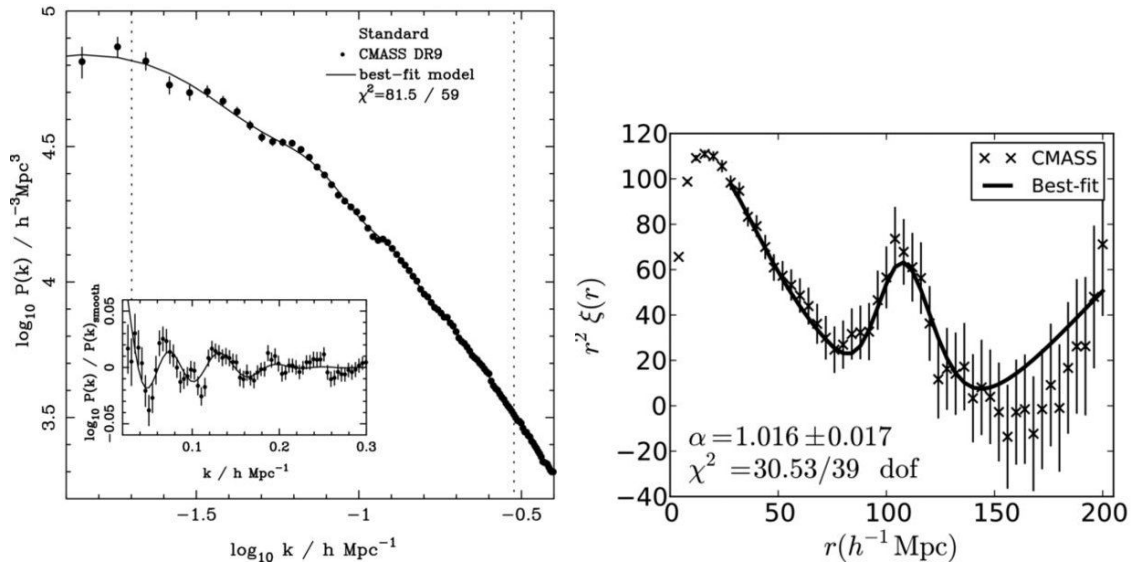 5
4.5
4
3.5
log₁₀ P(k) / h⁻³Mpc³
Standard
CMASS DR9
best−fit model
χ²=81.5 / 59
0.05
0
−0.05
log₁₀ P(k) / P(k)smooth
0.1
0.2
0.3
k / h Mpc⁻¹
−1.5
−1
−0.5
log₁₀ k / h Mpc⁻¹
120
100
80
60
40
20
0
−20
−40
r² ξ(r)
CMASS
Best-fit
α=1.016±0.017
χ² =30.53/39 dof
0
50
100
150
200
r(h⁻¹ Mpc)